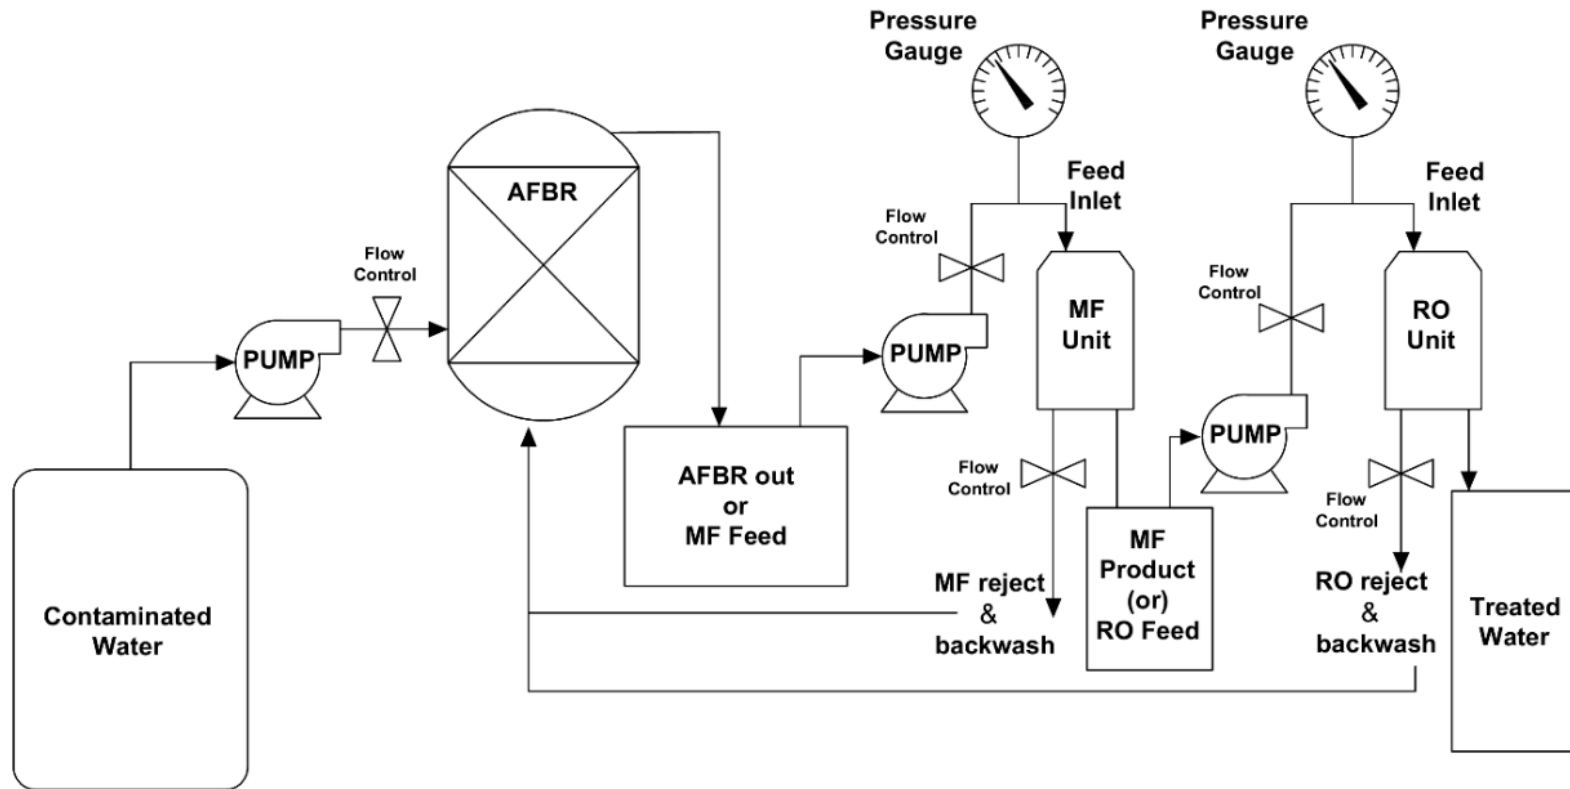 Pressure
Gauge
Pressure
Gauge
AFBR
Feed
Inlet
Feed
Inlet
Flow
Control
Flow
Control
Flow
Control
MF
Unit
RO
Unit
PUMP
PUMP
PUMP
AFBR out
or
MF Feed
Flow
Control
Flow
Control
MF
Product
(or)
RO Feed
MF reject
&
backwash
RO reject
&
backwash
Contaminated
Water
Treated
Water